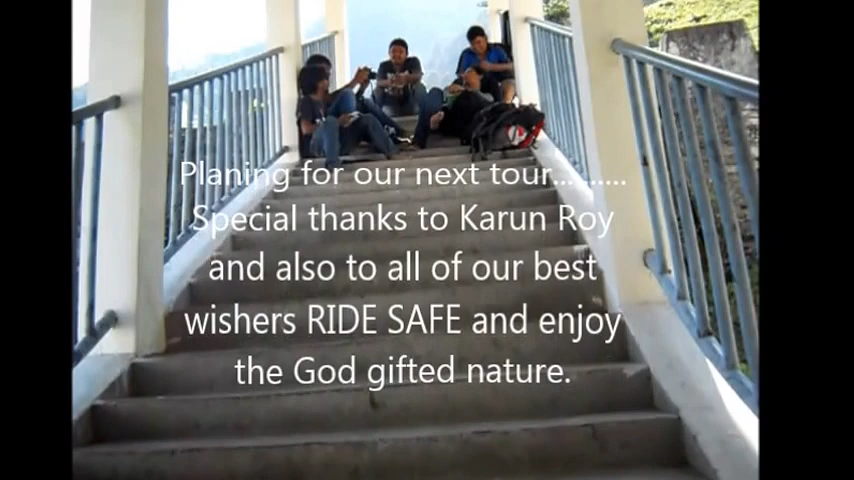 Planing for our next tour..........
Special thanks to Karun Roy
and also to all of our best
wishers RIDE SAFE and enjoy
the God gifted nature.